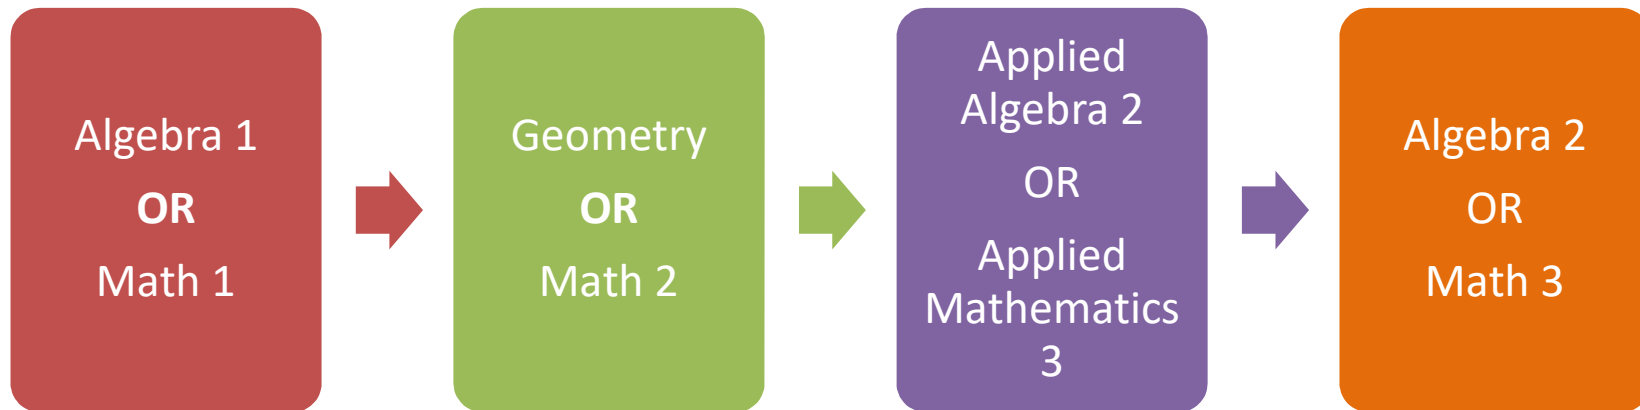 Algebra 1
OR
Math 1
Geometry
OR
Math 2
Applied
Algebra 2
OR
Applied
Mathematics
3
Algebra 2
OR
Math 3